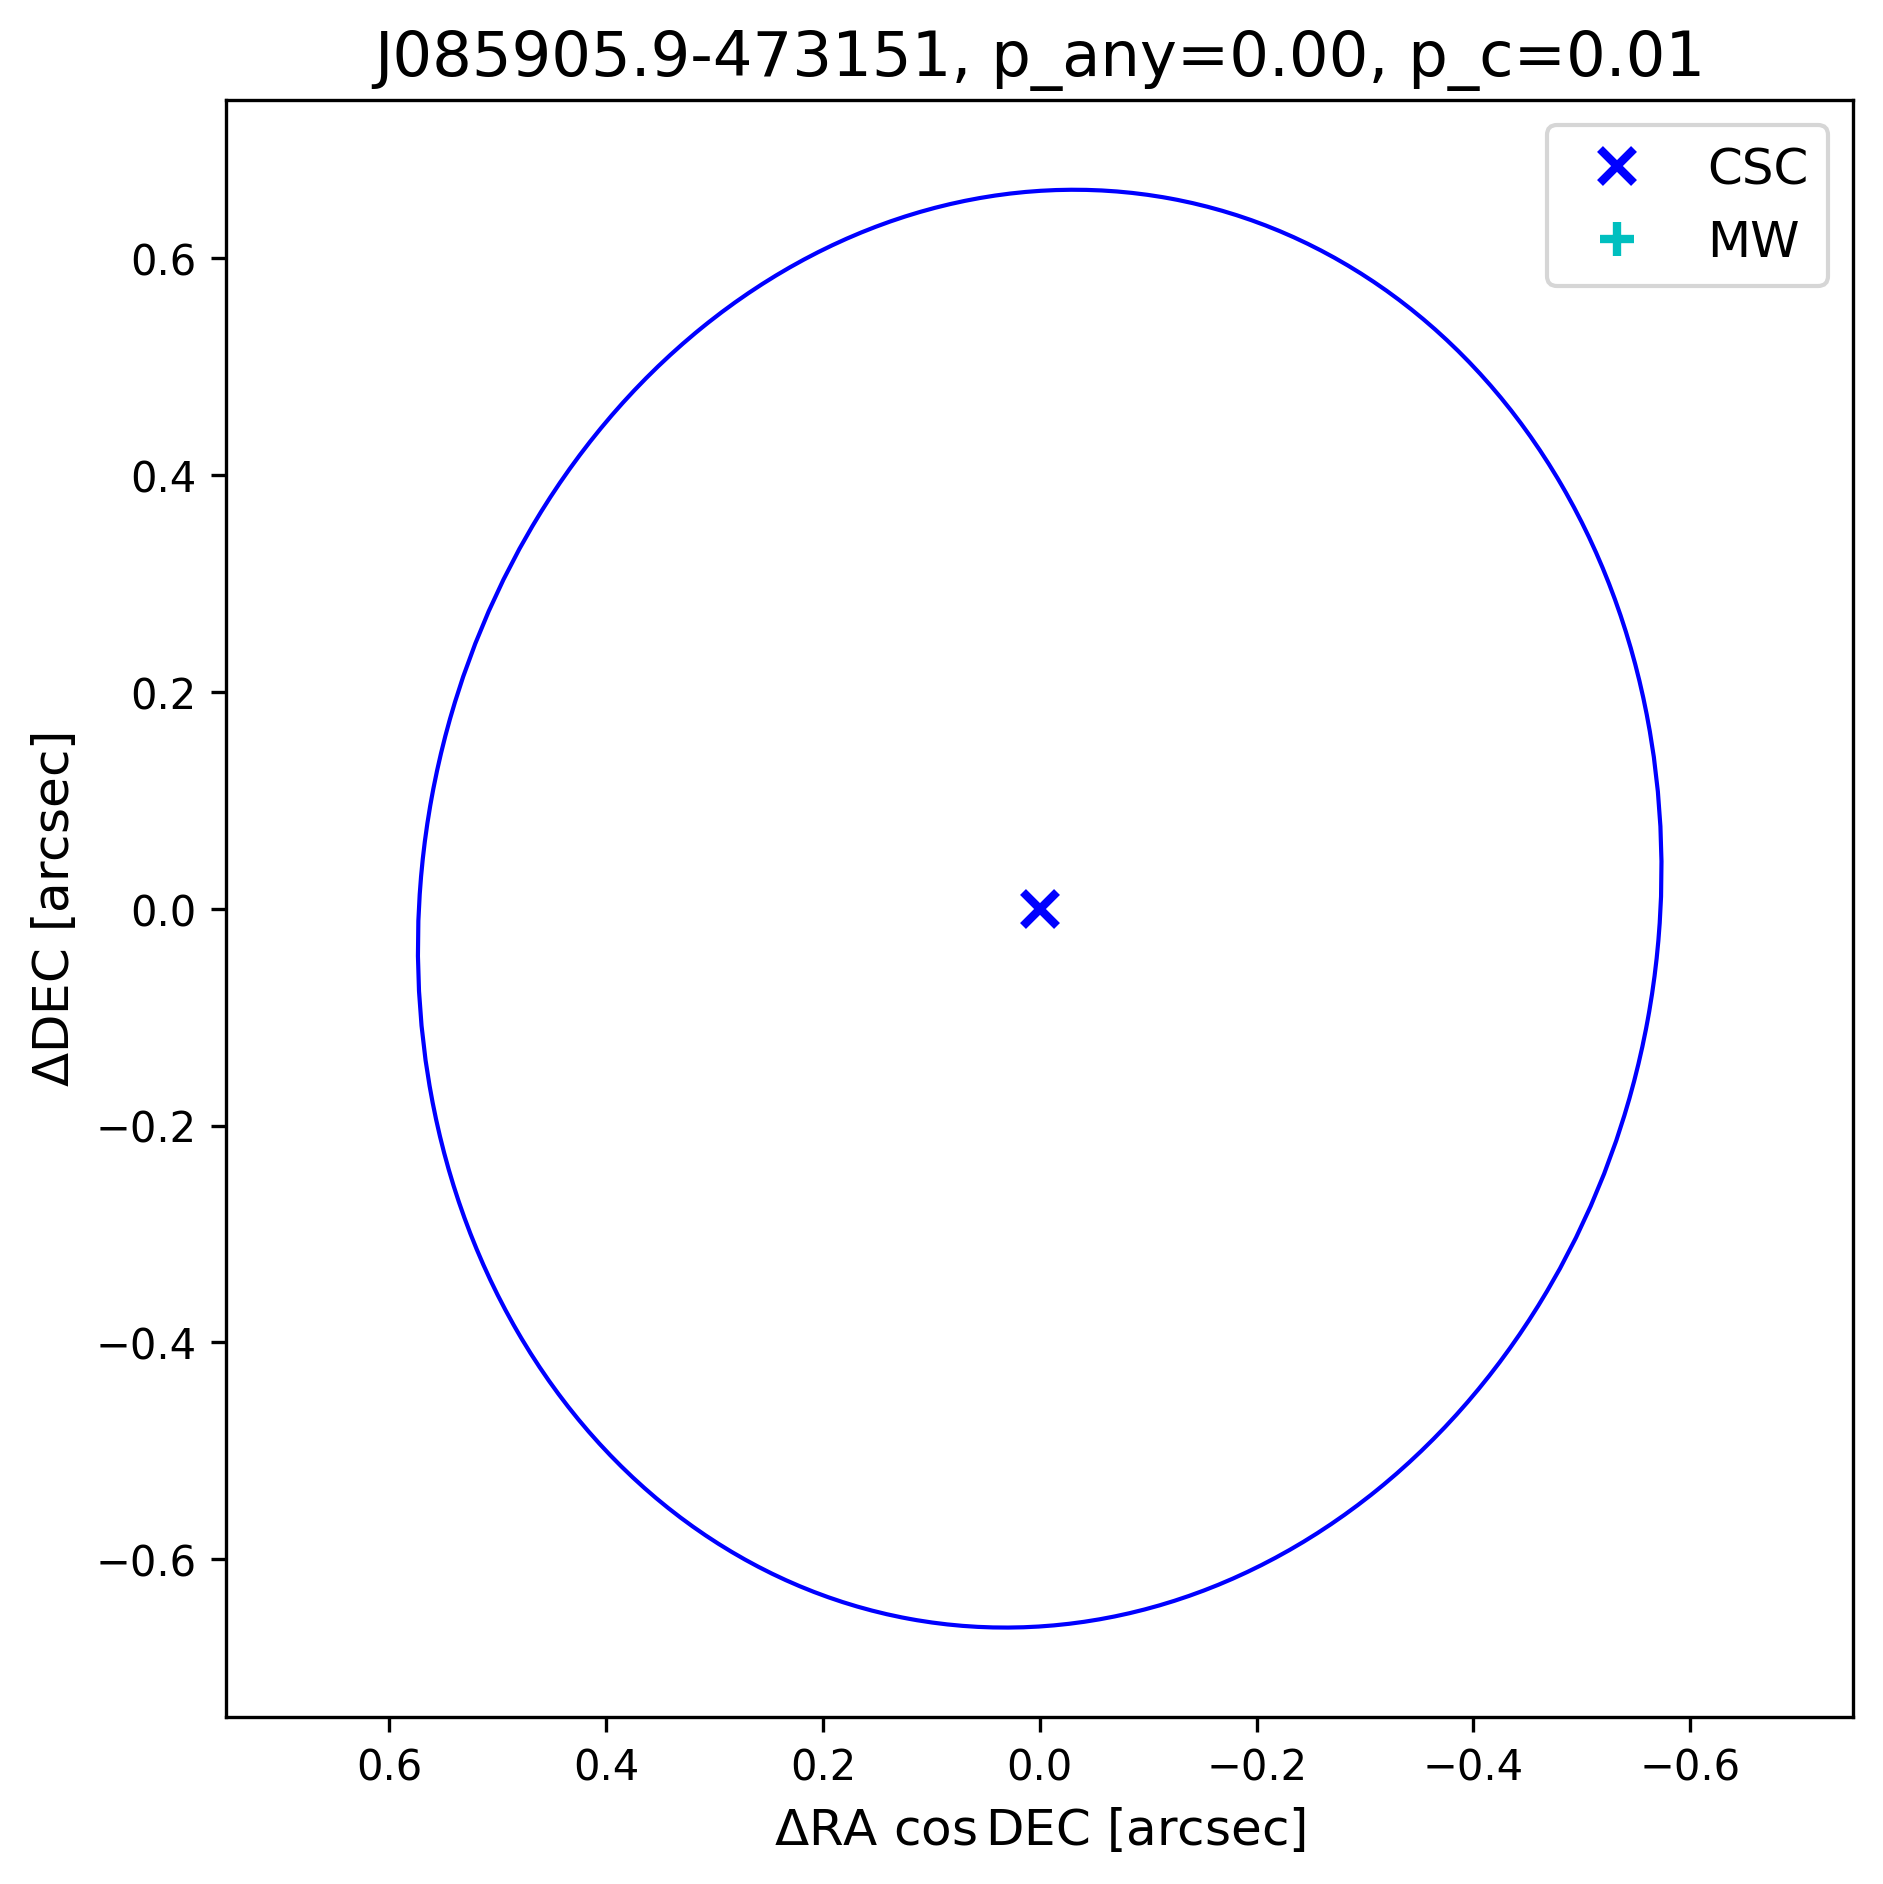 J085905.9-473151, p_any=0.00, p_c=0.01
CSC
MW
0.6
0.4
0.2
0.0
−0.2
−0.4
−0.6
ΔDEC [arcsec]
0.6 0.4 0.2 0.0 −0.2 −0.4 −0.6
ΔRA cos DEC [arcsec]